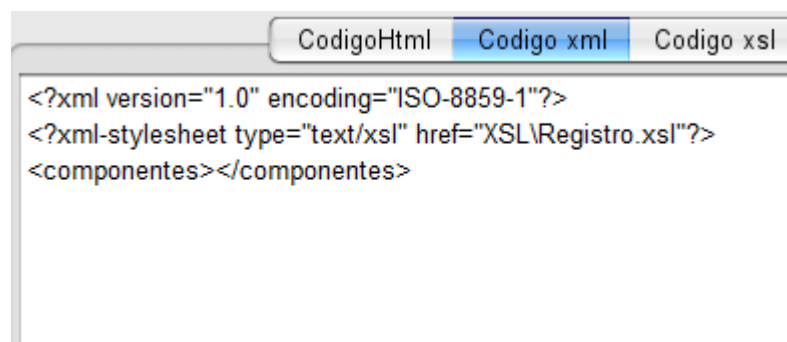 CodigoHtml Codigo xml Codigo xsl
<?xml version="1.0" encoding="ISO-8859-1"?>
<?xml-stylesheet type="text/xsl" href="XSL\Registro.xsl"?>
<componentes></componentes>